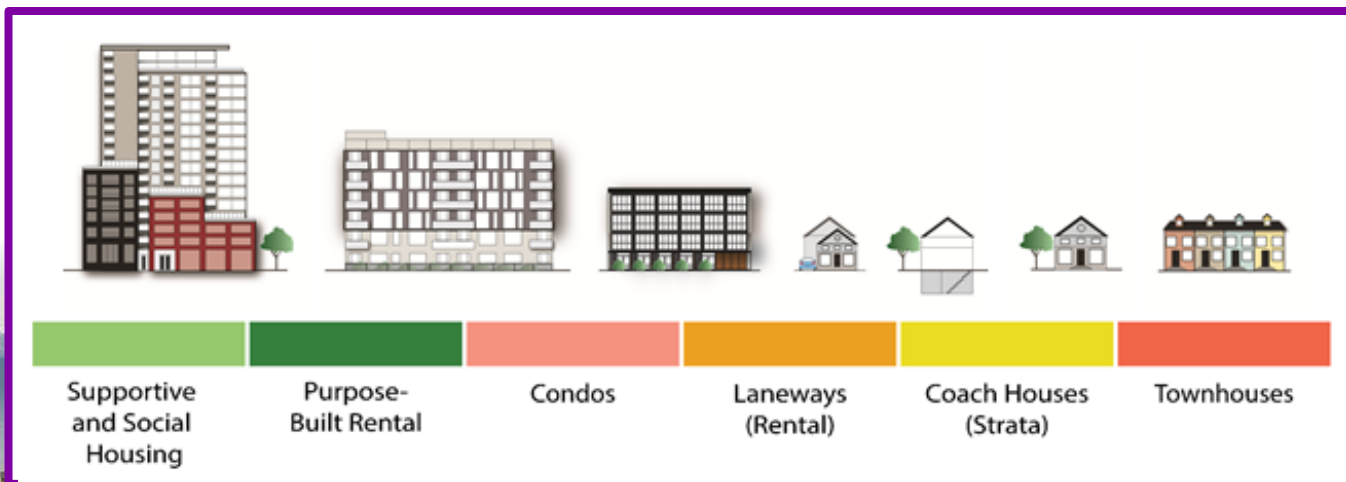 Supportive
and Social
Housing
Purpose-
Built Rental
Condos
Laneways
(Rental)
Coach Houses
(Strata)
Townhouses